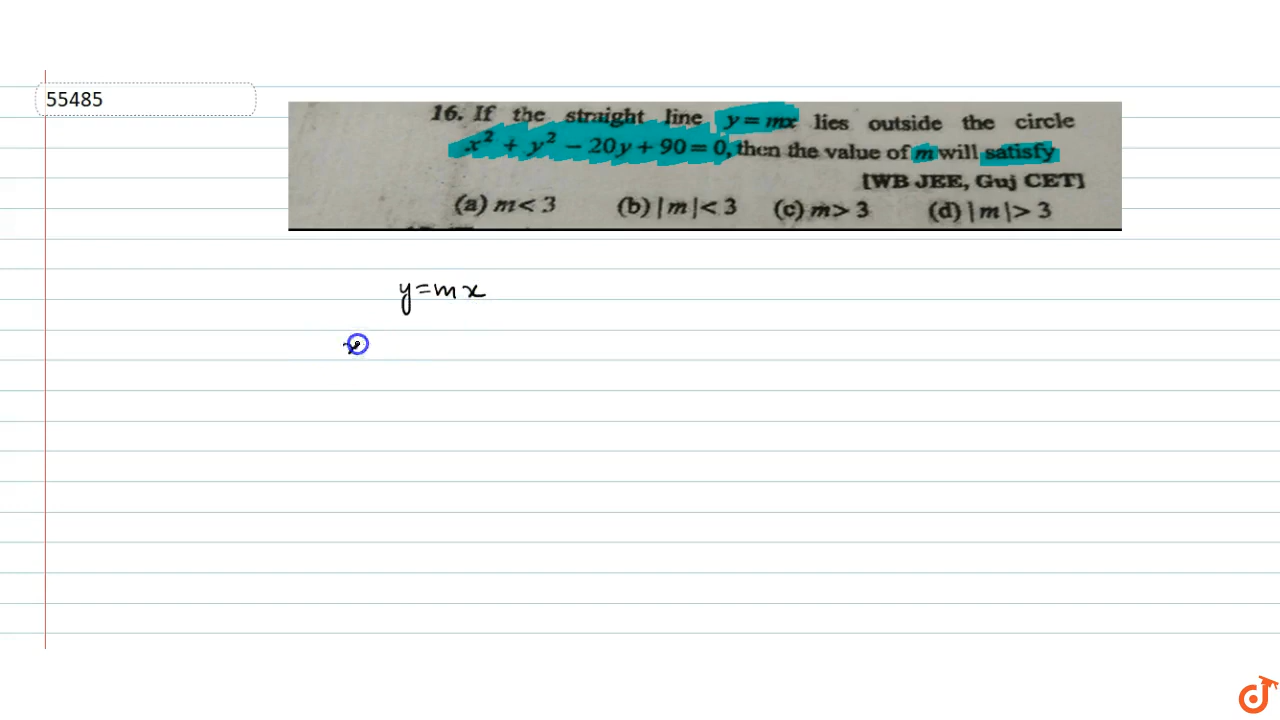 55485
16. If the straight line y = mx lies outside the circle
x² + y² − 20y + 90 = 0, then the value of m will satisfy
[WB JEE, Guj CET]
(a) m < 3 (b) |m| < 3 (c) m > 3 (d) |m| > 3
y = mx
x